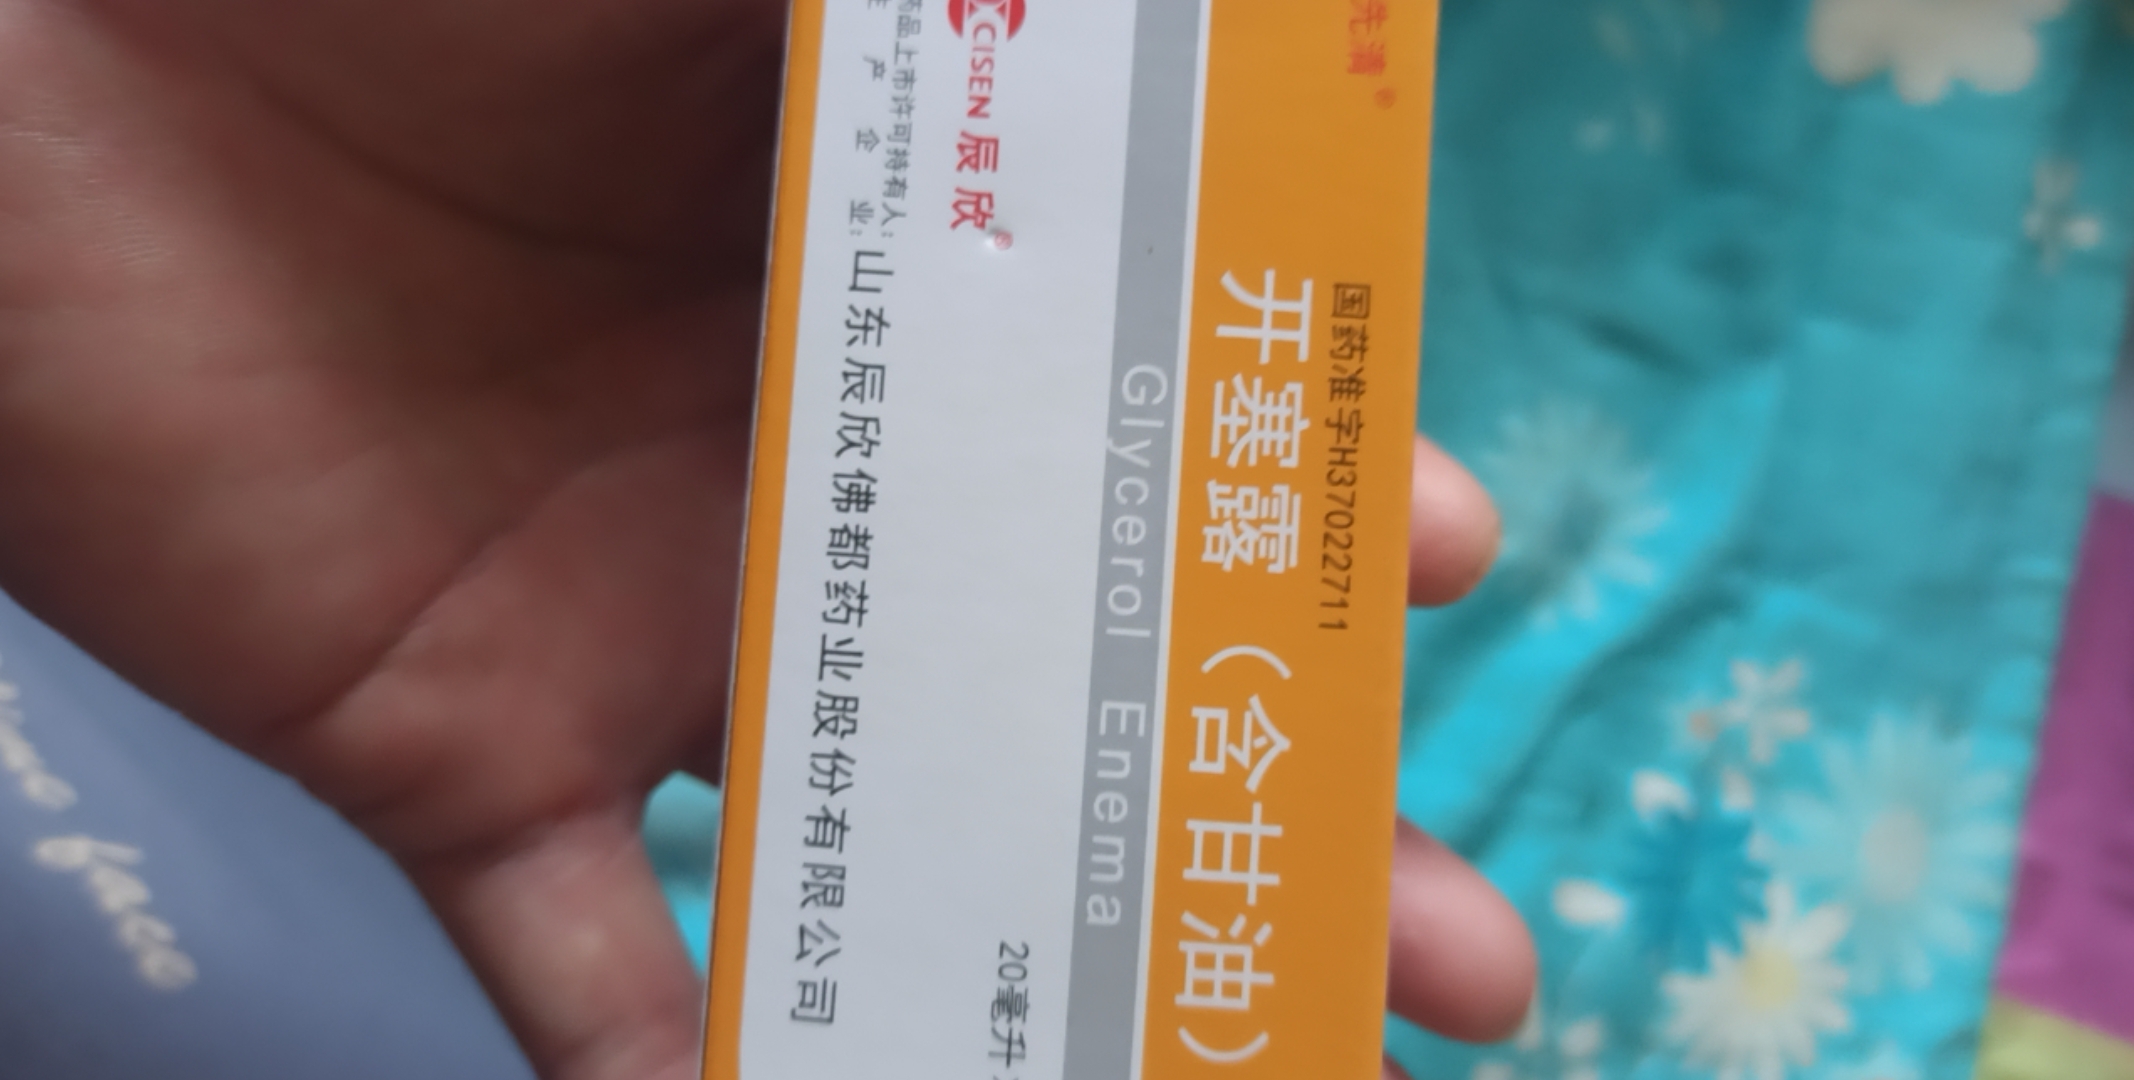 洗清®
国药准字H37022711
开塞露（含甘油）
Glycerol Enema
20毫升
CISEN 辰欣®
药品上市许可持有人：
生产企业：
山东辰欣佛都药业股份有限公司